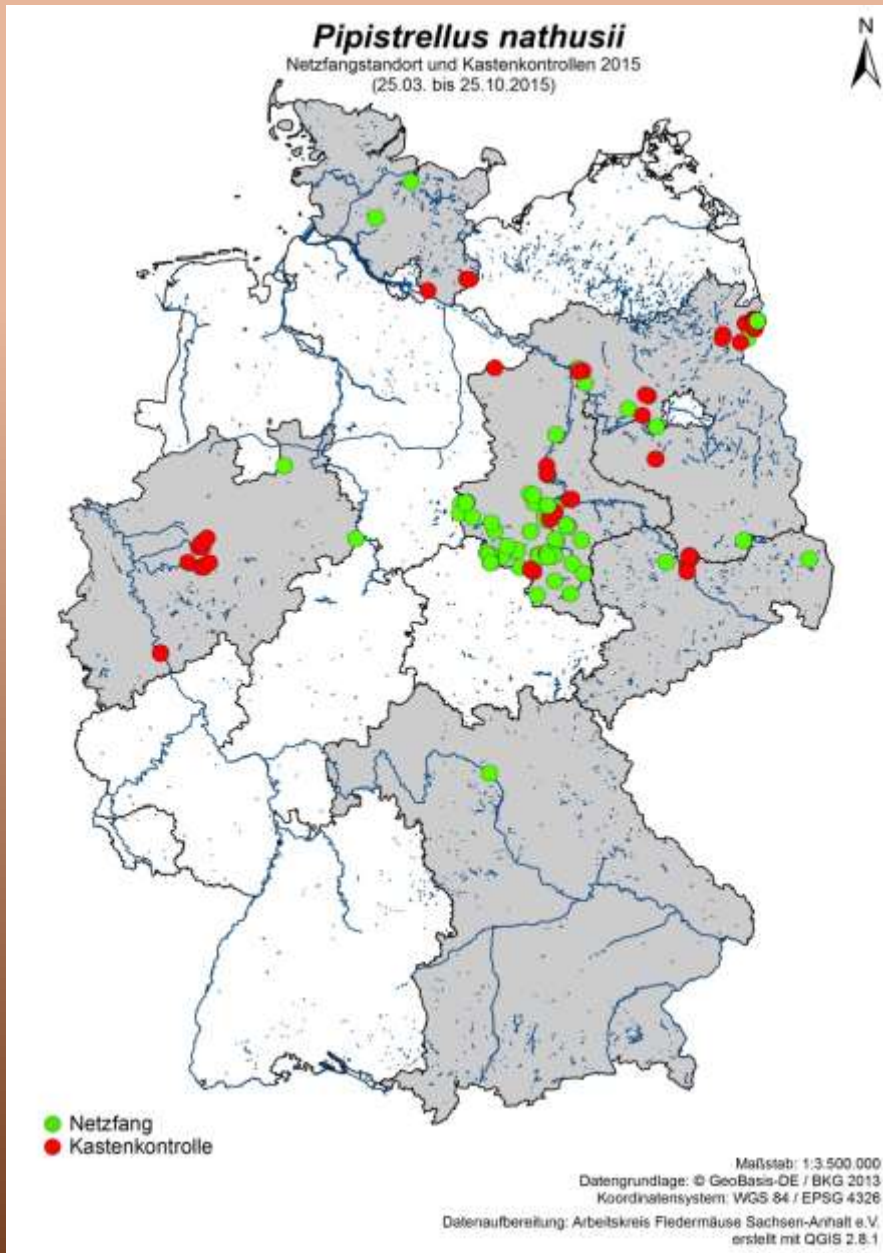 Pipistrellus nathusii
Netzfangstandort und Kastenkontrollen 2015
(25.03. bis 25.10.2015)
N
Netzfang
Kastenkontrolle
Maßstab: 1:3.500.000
Datengrundlage: © GeoBasis-DE / BKG 2013
Koordinatensystem: WGS 84 / EPSG 4326
Datenaufbereitung: Arbeitskreis Fledermäuse Sachsen-Anhalt e.V.
erstellt mit QGIS 2.8.1